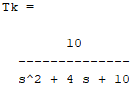 Tk =
10
--------------
s^2 + 4 s + 10